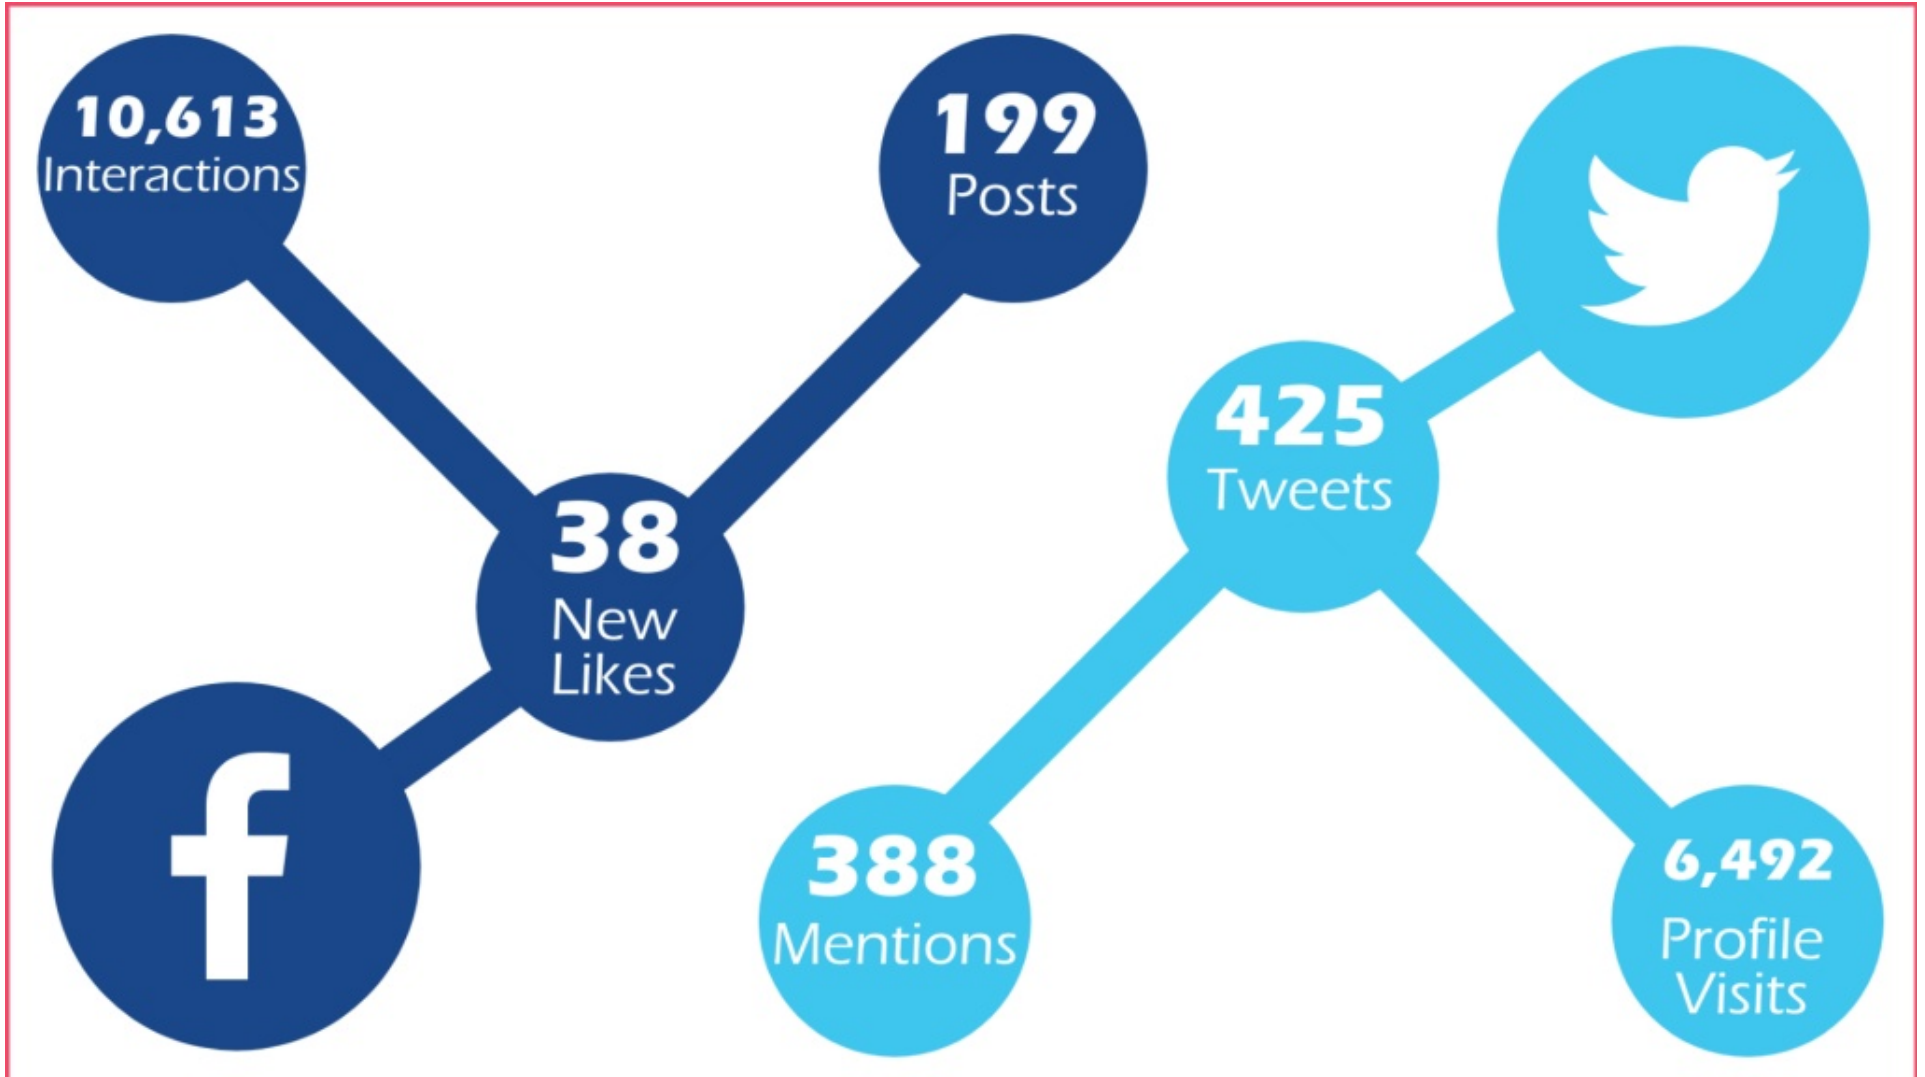 10,613
Interactions
199
Posts
38
New
Likes
425
Tweets
388
Mentions
6,492
Profile
Visits